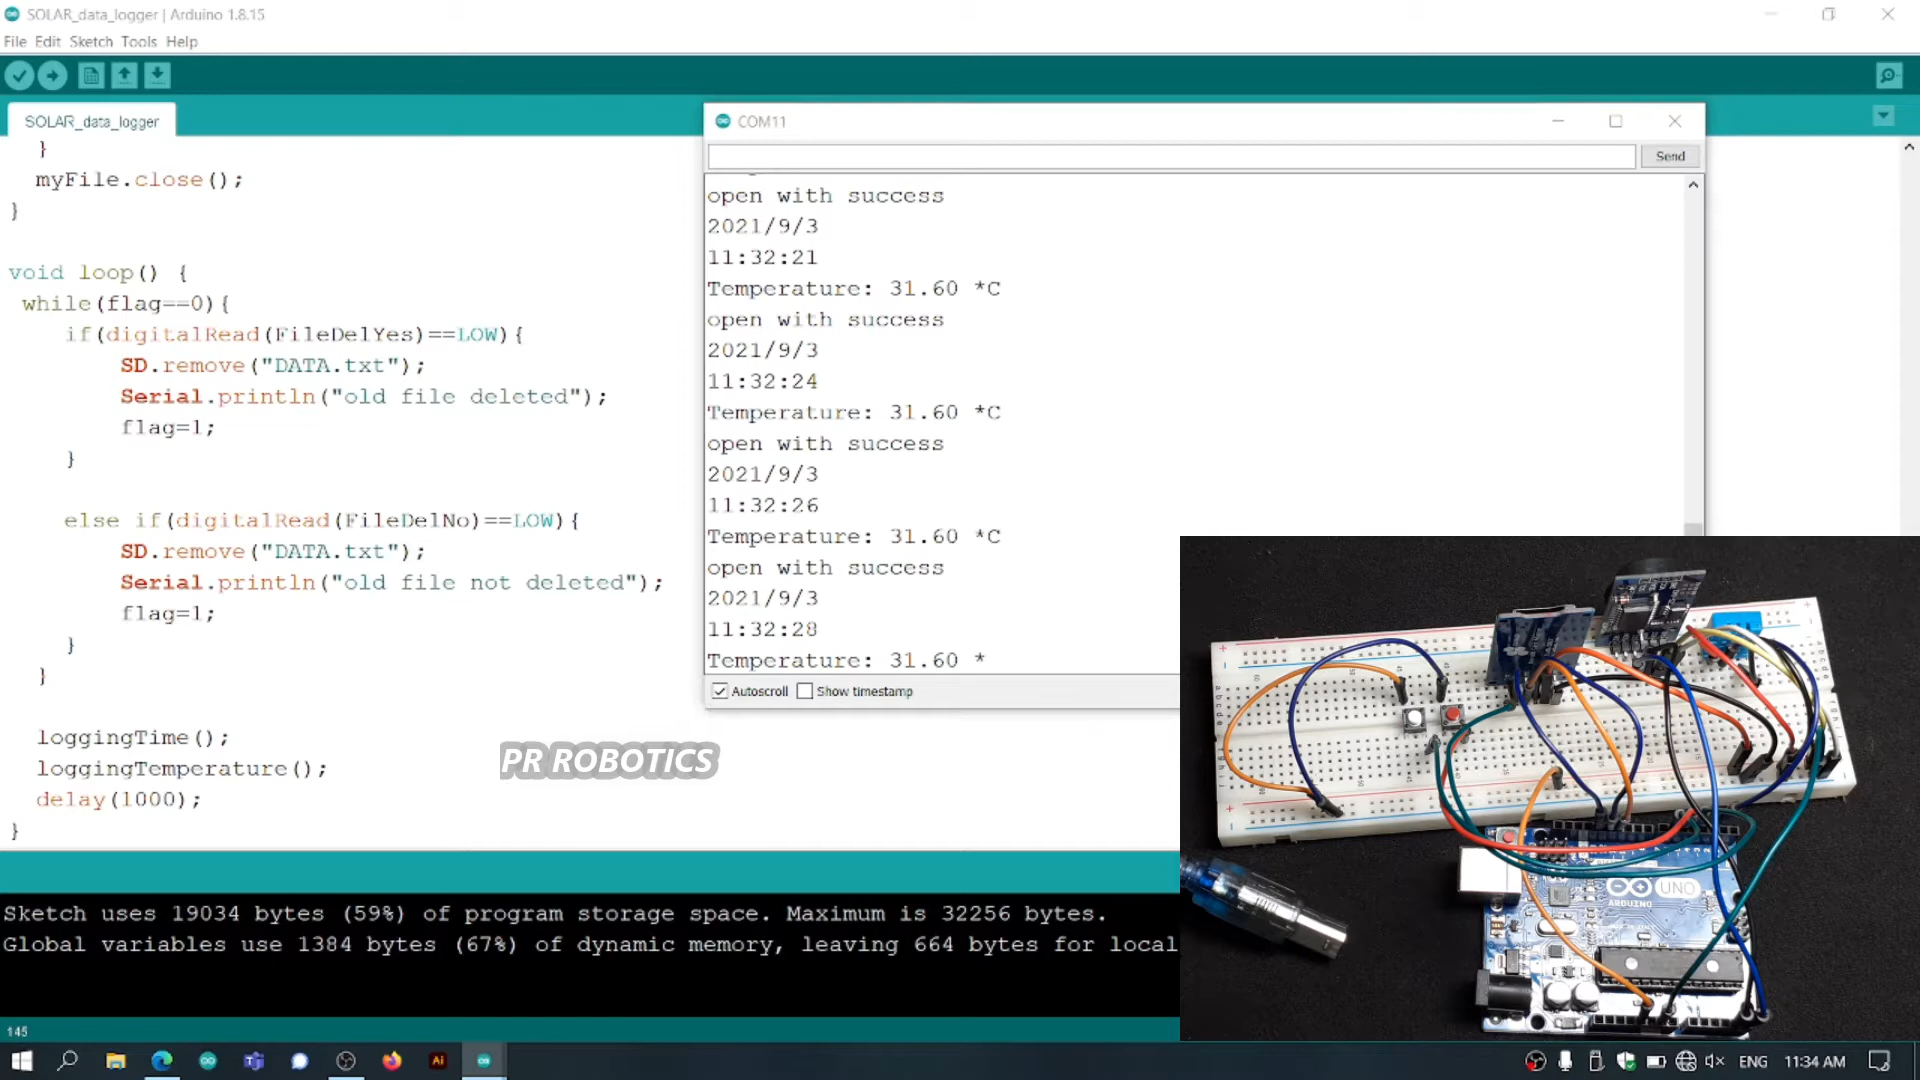 SOLAR_data_logger | Arduino 1.8.15
File Edit Sketch Tools Help
SOLAR_data_logger
}
myFile.close();
}
void loop() {
while(flag==0){
if(digitalRead(FileDelYes)==LOW){
SD.remove("DATA.txt");
Serial.println("old file deleted");
flag=1;
}
else if(digitalRead(FileDelNo)==LOW){
SD.remove("DATA.txt");
Serial.println("old file not deleted");
flag=1;
}
}
loggingTime();
loggingTemperature();
delay(1000);
}
COM11
Send
open with success
2021/9/3
11:32:21
Temperature: 31.60 *C
open with success
2021/9/3
11:32:24
Temperature: 31.60 *C
open with success
2021/9/3
11:32:26
Temperature: 31.60 *C
open with success
2021/9/3
11:32:28
Temperature: 31.60 *
Autoscroll Show timestamp
PR ROBOTICS
Sketch uses 19034 bytes (59%) of program storage space. Maximum is 32256 bytes.
Global variables use 1384 bytes (67%) of dynamic memory, leaving 664 bytes for local
145
UNO
ARDUINO
Ai
ENG 11:34 AM